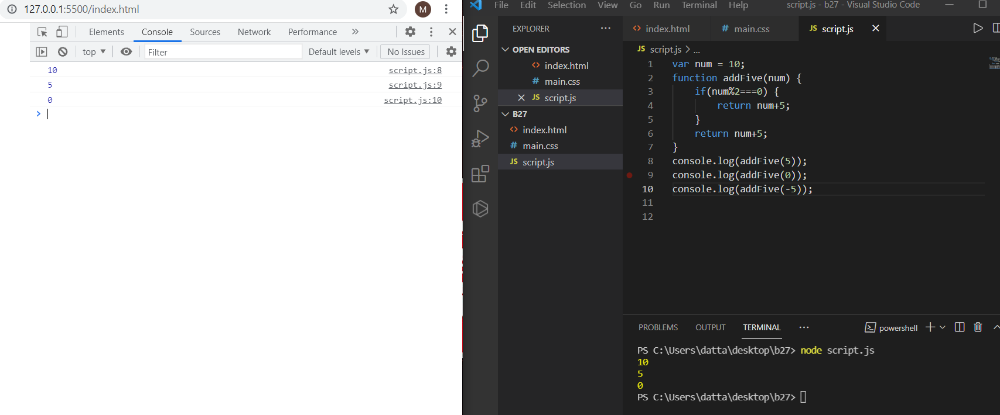 127.0.0.1:5500/index.html
M
Elements Console Sources Network Performance »
top ▼ Filter Default levels ▼ No Issues
10 script.js:8
5 script.js:9
0 script.js:10
>
File Edit Selection View Go Run Terminal Help script.js - b27 - Visual Studio Code
EXPLORER ...
OPEN EDITORS
<> index.html
# main.css
× JS script.js
B27
<> index.html
# main.css
JS script.js
<> index.html # main.css JS script.js ×
JS script.js > ...
1 var num = 10;
2 function addFive(num) {
3 if(num%2===0) {
4 return num+5;
5 }
6 return num+5;
7 }
8 console.log(addFive(5));
9 console.log(addFive(0));
10 console.log(addFive(-5));
11
12
PROBLEMS OUTPUT TERMINAL ... powershell
PS C:\Users\datta\desktop\b27> node script.js
10
5
0
PS C:\Users\datta\desktop\b27>